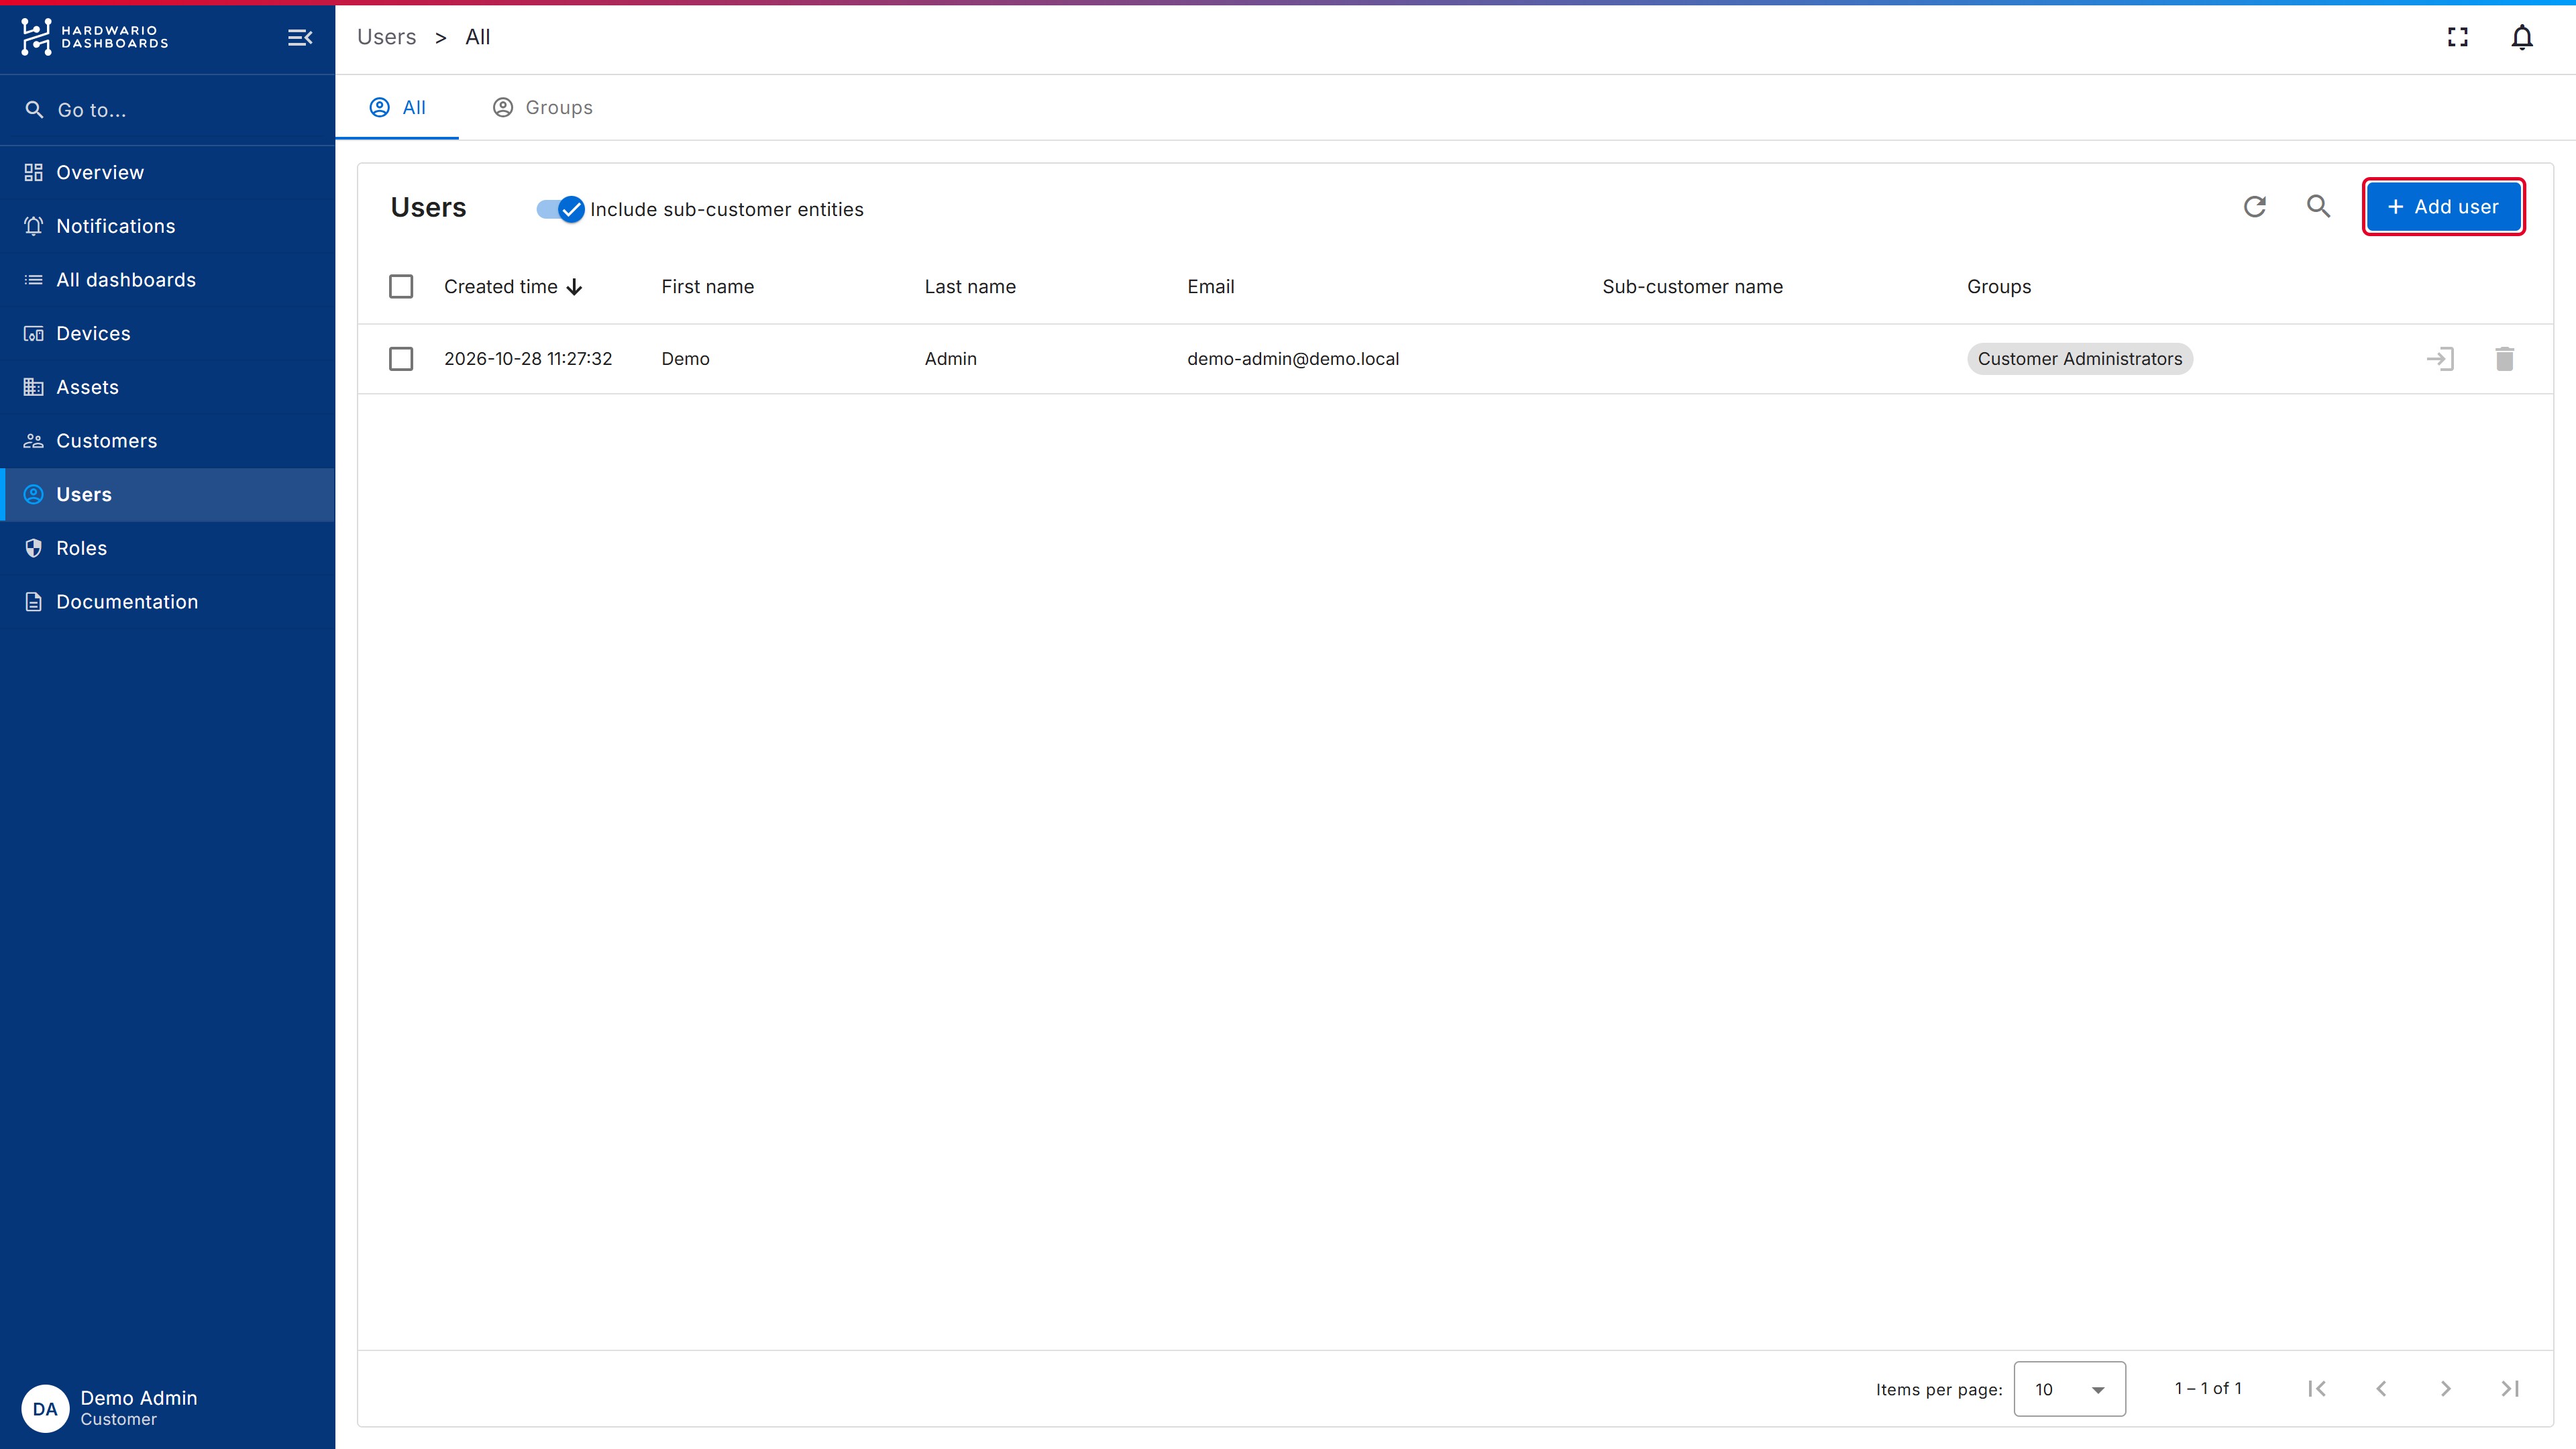 HARDWARIO
DASHBOARDS
Go to...
Overview
Notifications
All dashboards
Devices
Assets
Customers
Users
Roles
Documentation
DA
Demo Admin
Customer
Users > All
All
Groups
Users
Include sub-customer entities
+ Add user
Created time First name Last name Email Sub-customer name Groups
2026-10-28 11:27:32 Demo Admin demo-admin@demo.local Customer Administrators
Items per page: 10 1 – 1 of 1